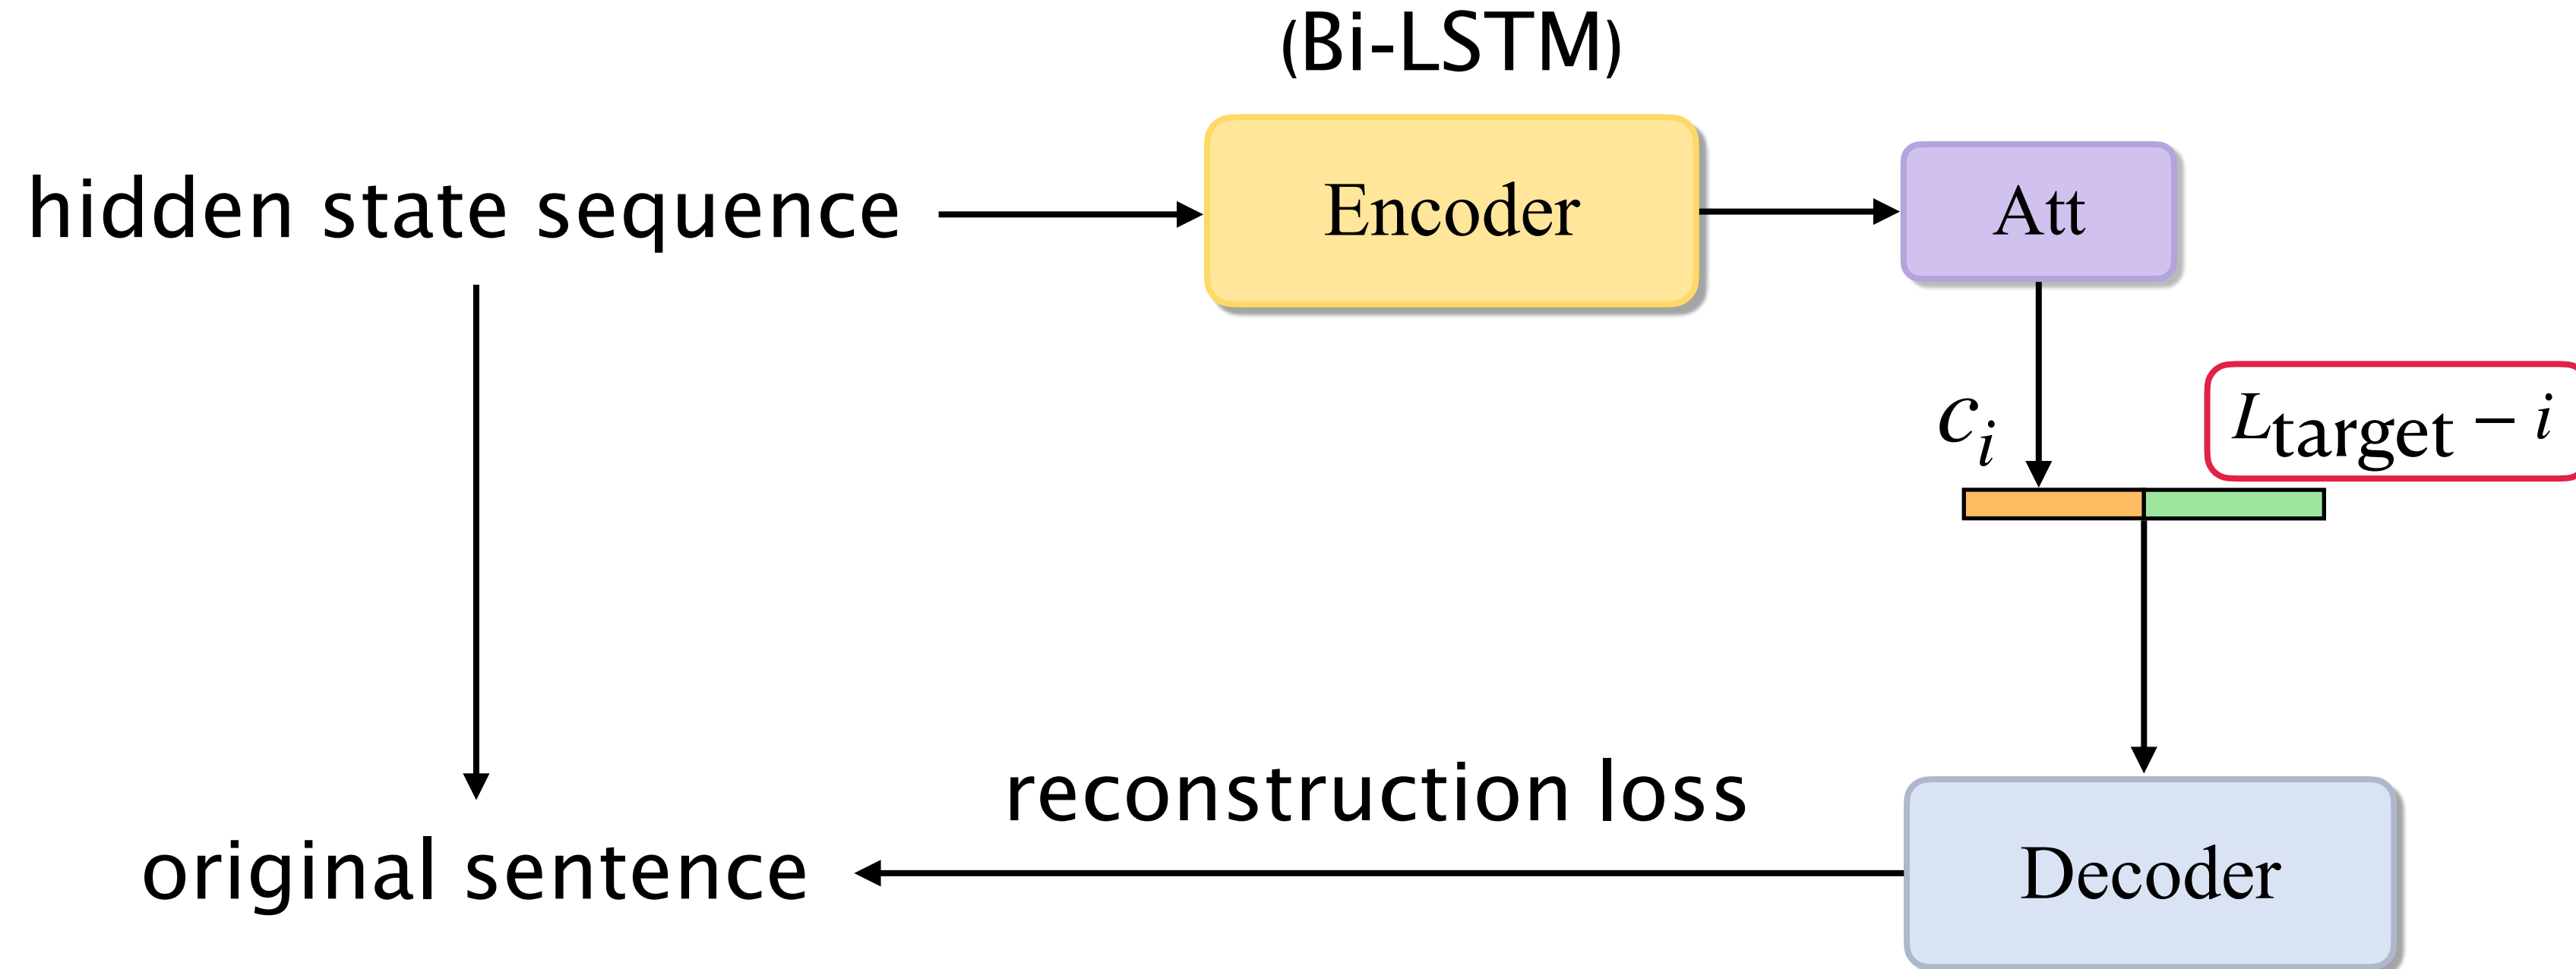 (Bi-LSTM)
hidden state sequence
Encoder
Att
c_i
L_target − i
reconstruction loss
original sentence
Decoder